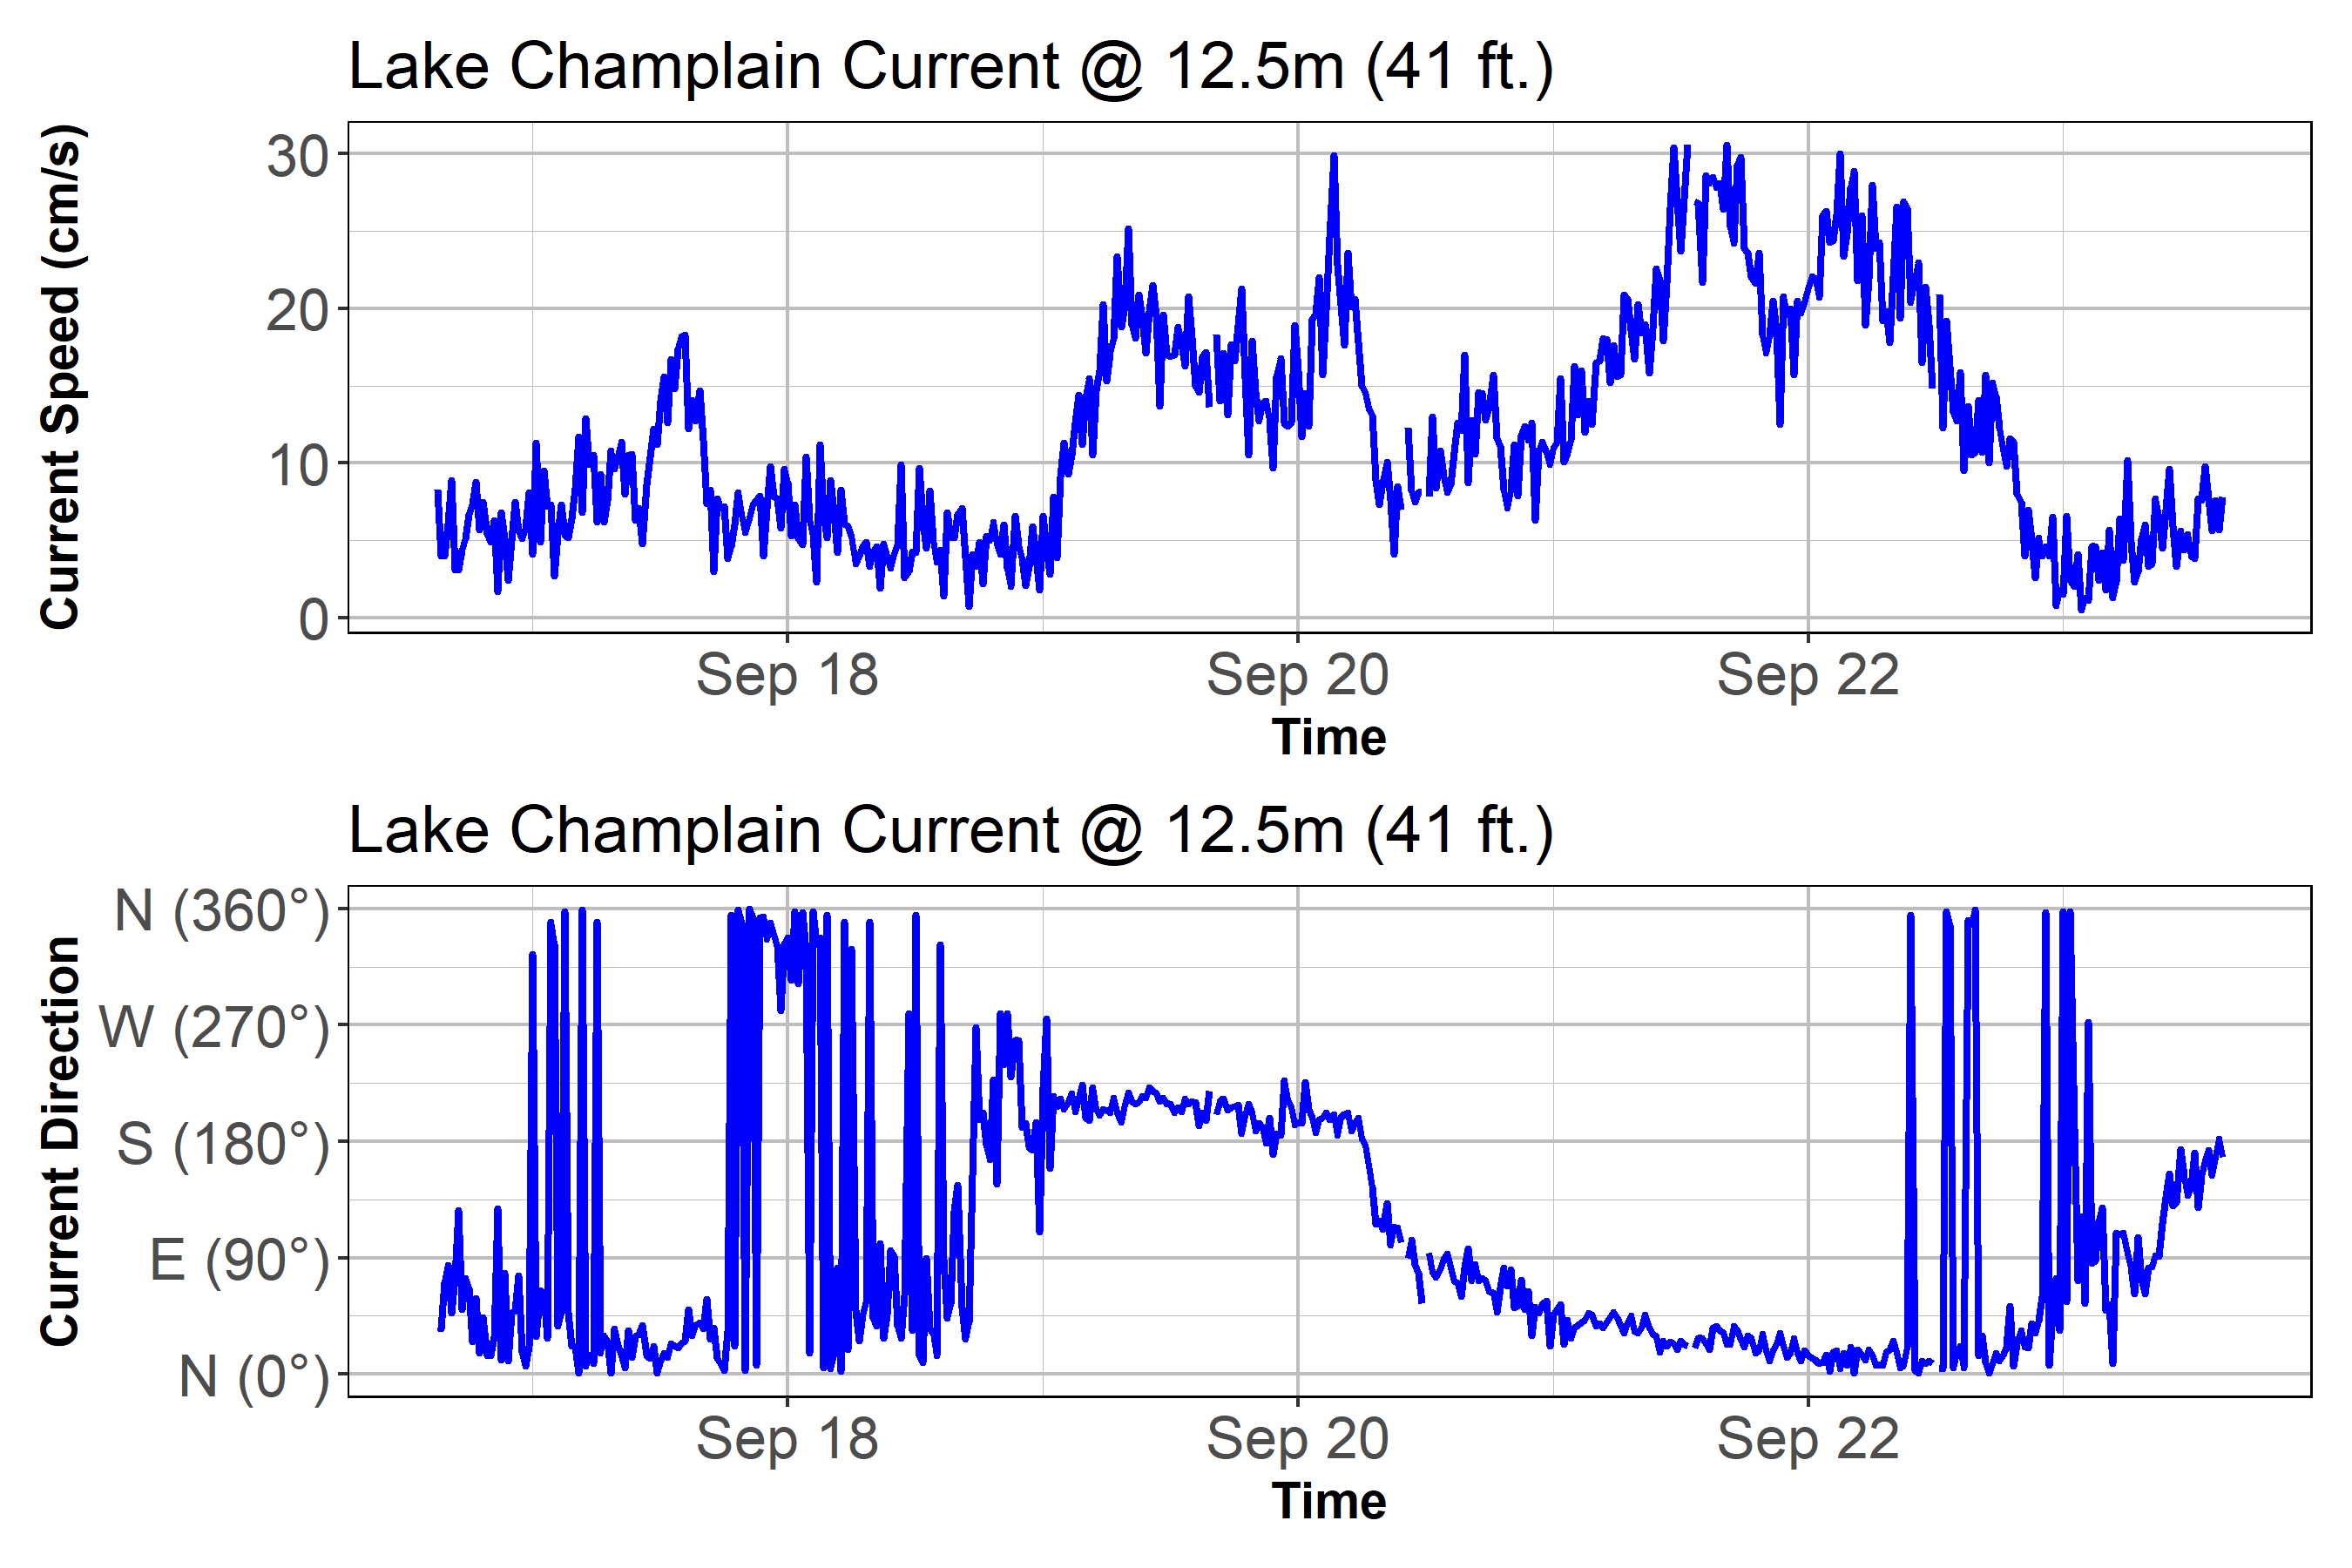 Lake Champlain Current @ 12.5m (41 ft.)
Current Speed (cm/s)
30
20
10
0
Sep 18 Sep 20 Sep 22
Time
Lake Champlain Current @ 12.5m (41 ft.)
Current Direction
N (360°)
W (270°)
S (180°)
E (90°)
N (0°)
Sep 18 Sep 20 Sep 22
Time